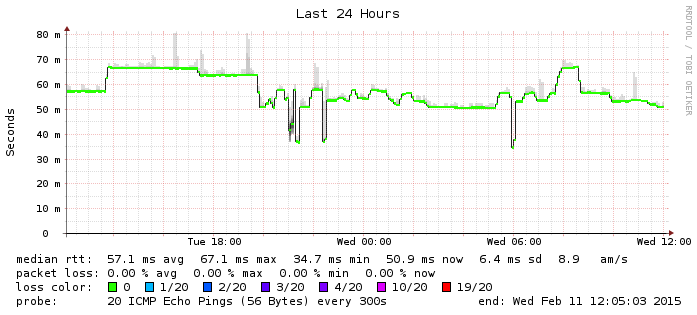 Last 24 Hours
RRDTOOL / TOBI OETIKER
Seconds
80 m
70 m
60 m
50 m
40 m
30 m
20 m
10 m
0
Tue 18:00 Wed 00:00 Wed 06:00 Wed 12:00
median rtt: 57.1 ms avg 67.1 ms max 34.7 ms min 50.9 ms now 6.4 ms sd 8.9 am/s
packet loss: 0.00 % avg 0.00 % max 0.00 % min 0.00 % now
loss color: 0 1/20 2/20 3/20 4/20 10/20 19/20
probe: 20 ICMP Echo Pings (56 Bytes) every 300s end: Wed Feb 11 12:05:03 2015